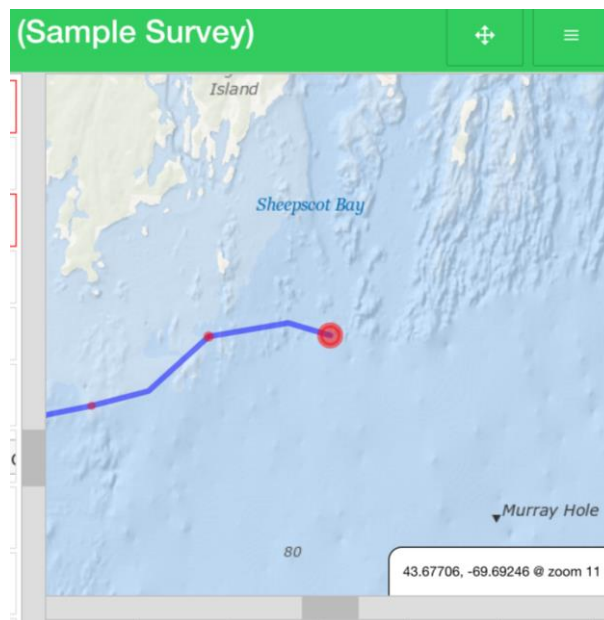 (Sample Survey)
Island
Sheepscot Bay
Murray Hole
80
43.67706, -69.69246 @ zoom 11